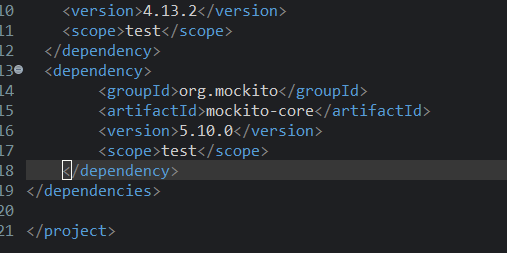 10 <version>4.13.2</version>
11 <scope>test</scope>
12 </dependency>
13 <dependency>
14 <groupId>org.mockito</groupId>
15 <artifactId>mockito-core</artifactId>
16 <version>5.10.0</version>
17 <scope>test</scope>
18 </dependency>
19 </dependencies>
20
21 </project>